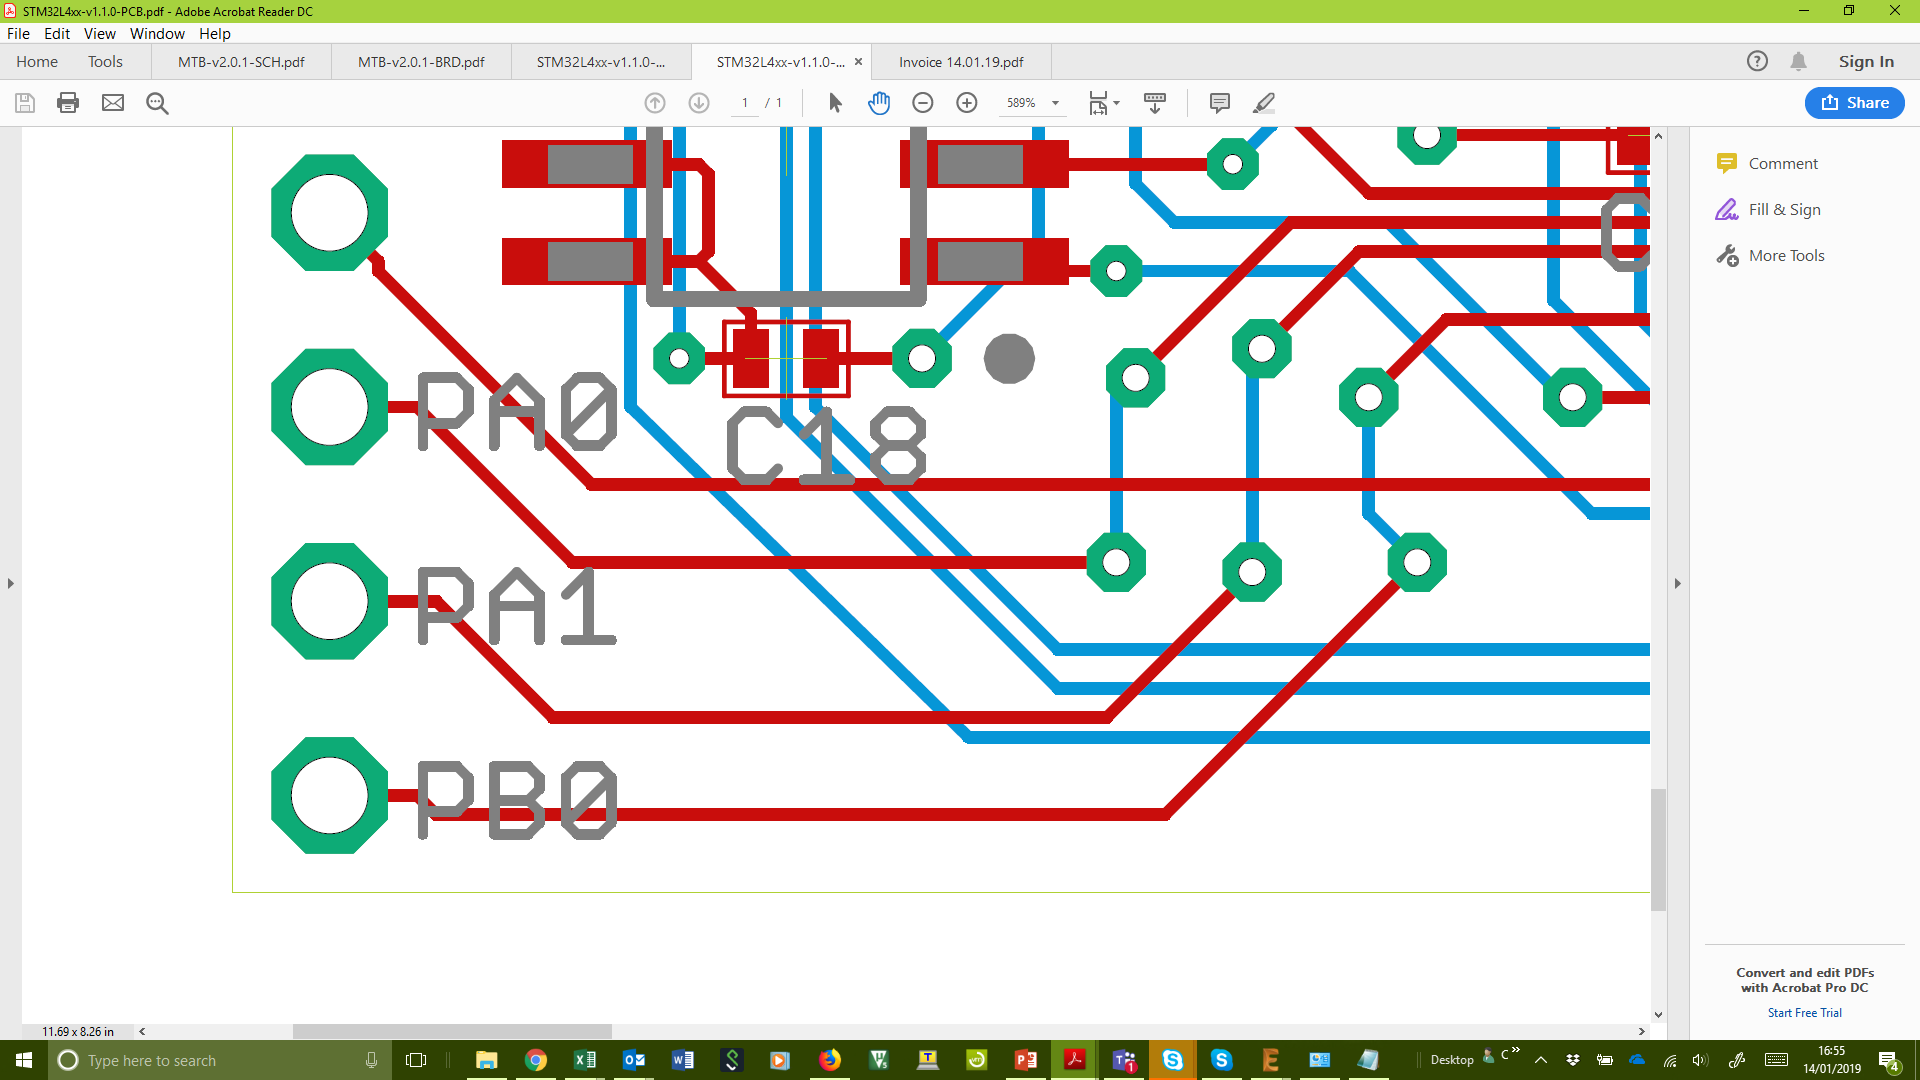 STM32L4xx-v1.1.0-PCB.pdf - Adobe Acrobat Reader DC
File Edit View Window Help
Home Tools MTB-v2.0.1-SCH.pdf MTB-v2.0.1-BRD.pdf STM32L4xx-v1.1.0-... STM32L4xx-v1.1.0-... × Invoice 14.01.19.pdf Sign In
1 / 1 589% Share
Comment
Fill & Sign
More Tools
PA0
C18
PA1
PB0
Convert and edit PDFs
with Acrobat Pro DC
Start Free Trial
11.69 x 8.26 in
Type here to search
Desktop
16:55
14/01/2019